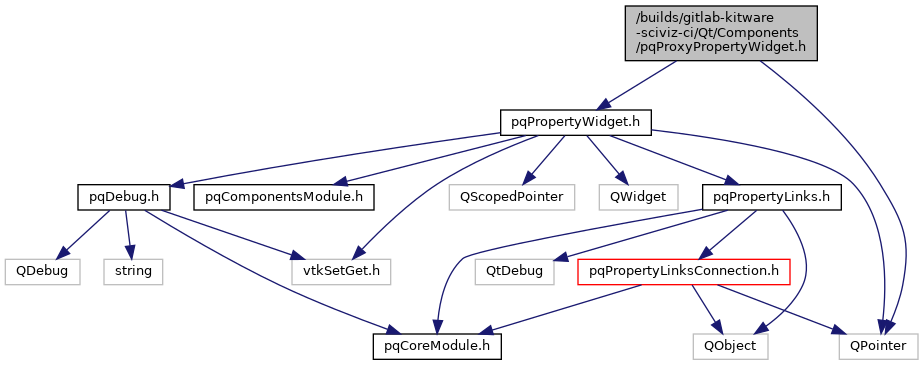 /builds/gitlab-kitware
-sciviz-ci/Qt/Components
/pqProxyPropertyWidget.h
pqPropertyWidget.h
pqDebug.h
pqComponentsModule.h
QScopedPointer
QWidget
pqPropertyLinks.h
QDebug
string
vtkSetGet.h
QtDebug
pqPropertyLinksConnection.h
pqCoreModule.h
QObject
QPointer